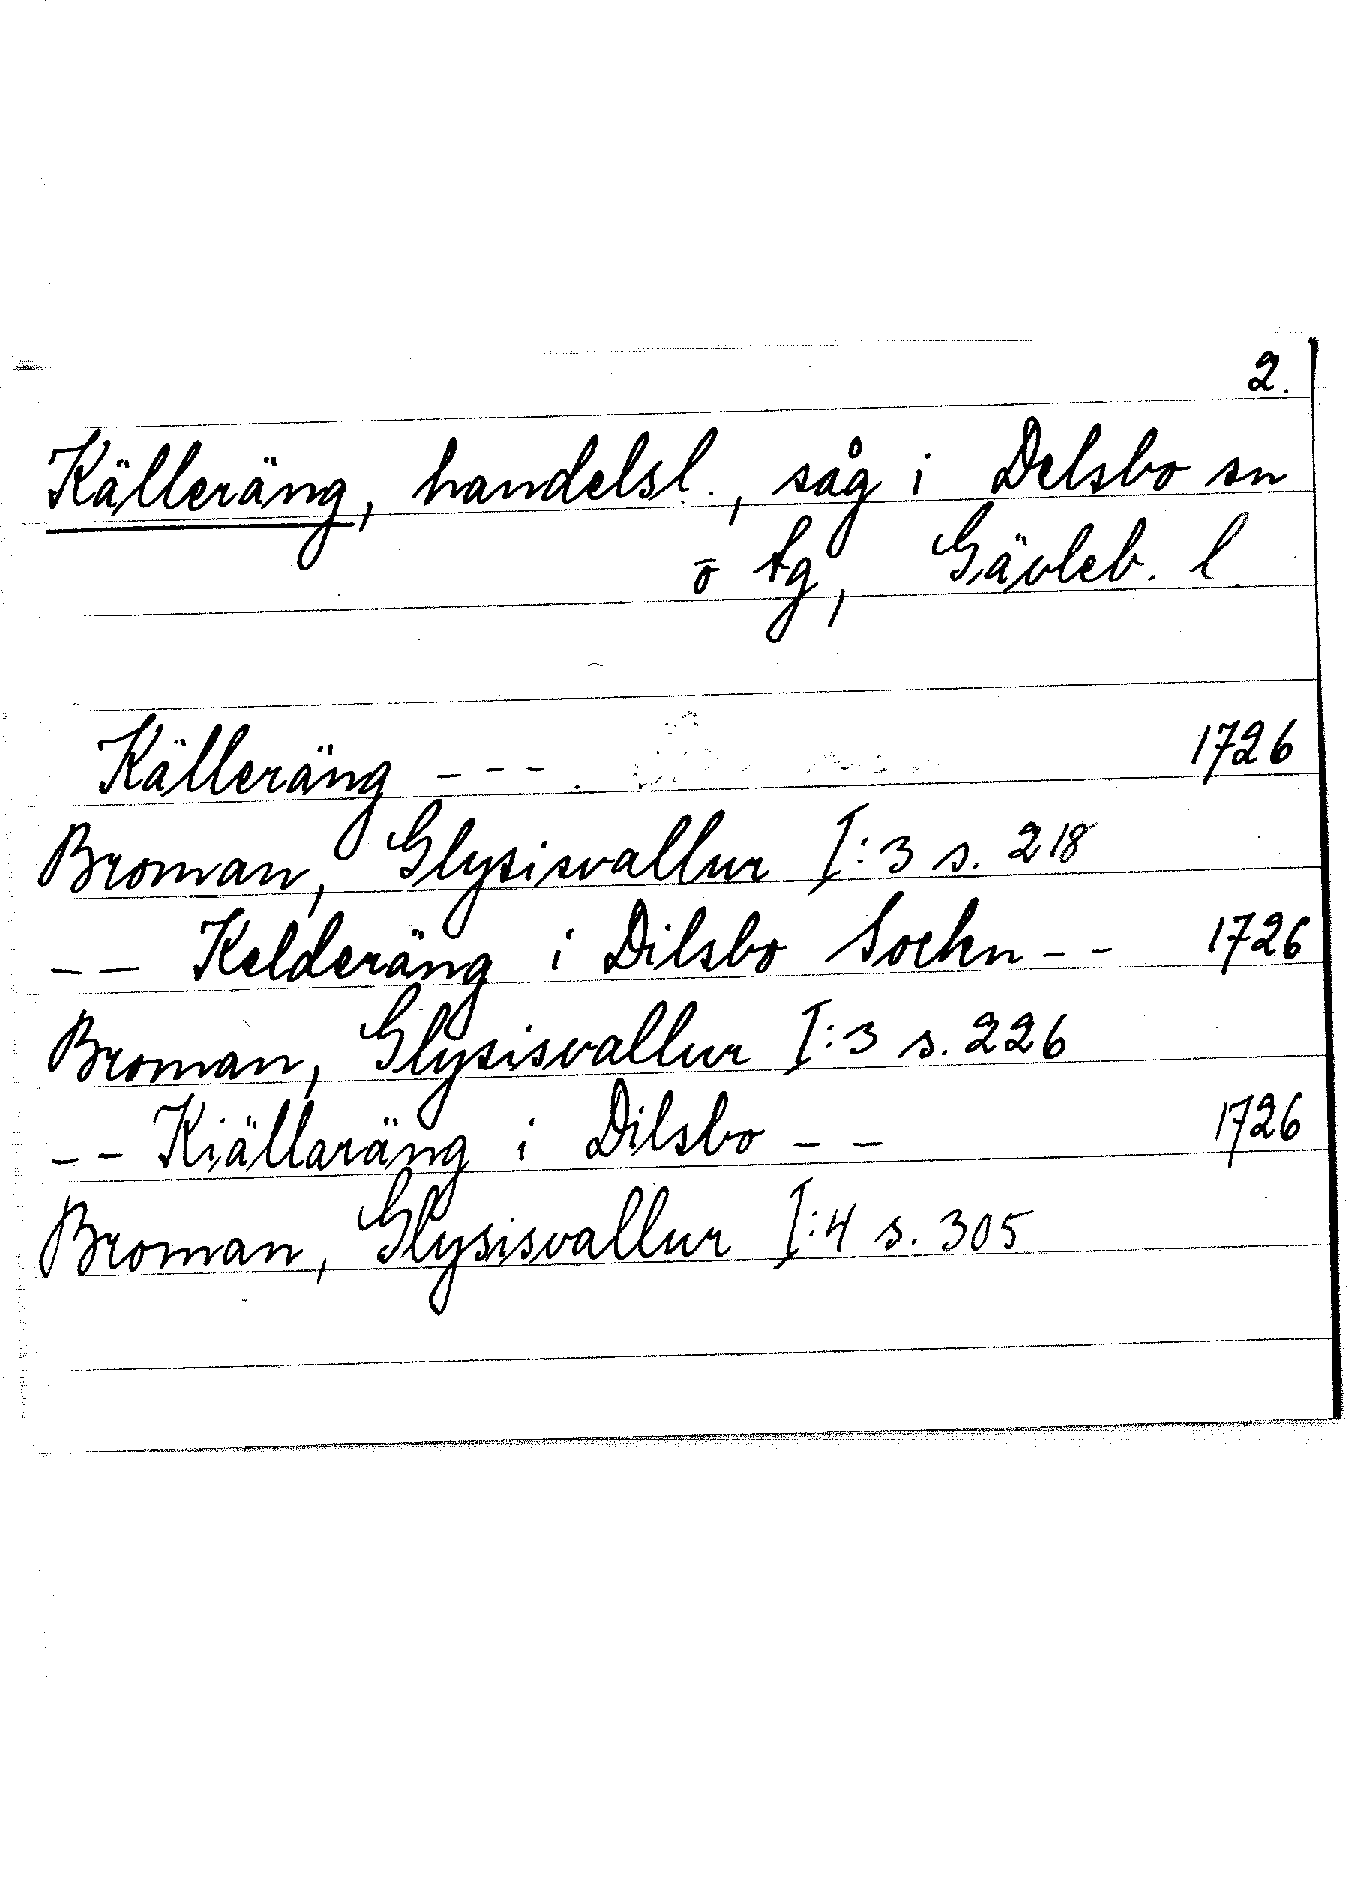 2.
Källeräng, handelsl., såg i Delsbo sn
o tg, Gävleb. l.
Källeräng - - - 1726
Broman, Glysisvallur I:3 s. 218
- - Kelderäng i Dilsbo Sockn - - 1726
Broman, Glysisvallur I:3 s. 226
- - Kiällaräng i Dilsbo - - 1726
Broman, Glysisvallur I:4 s. 305